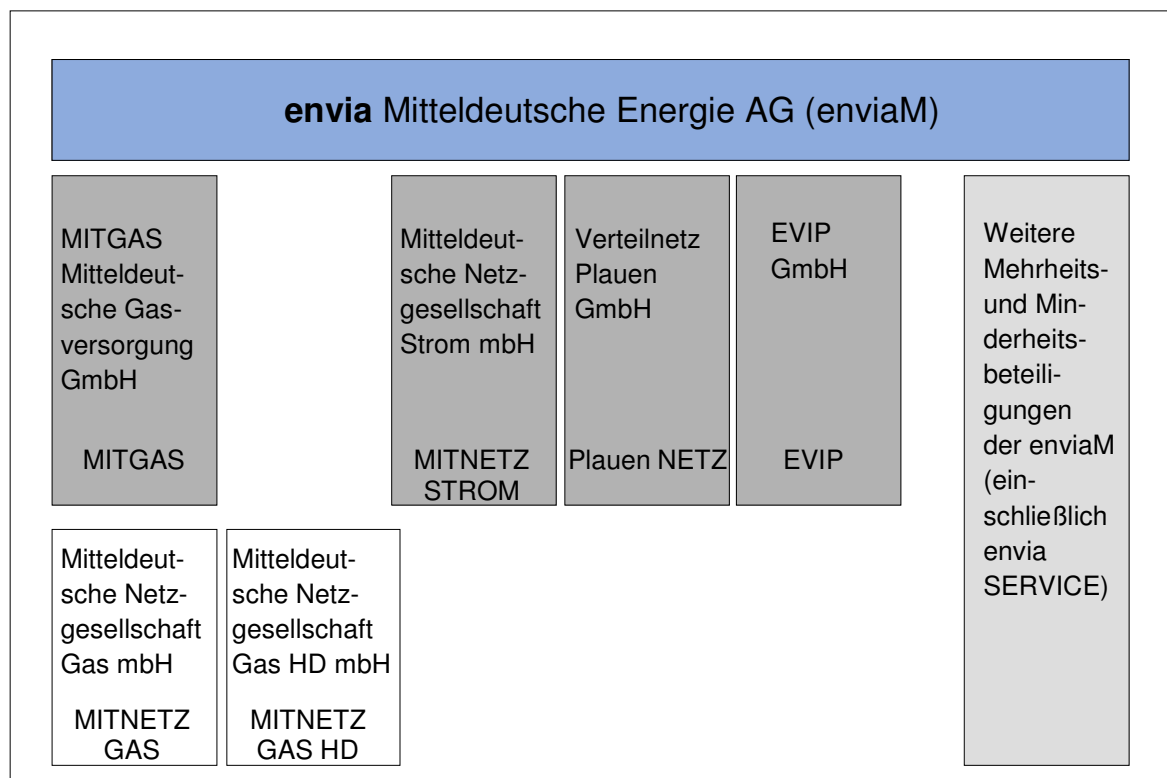 envia Mitteldeutsche Energie AG (enviaM)
MITGAS
Mitteldeut-
sche Gas-
versorgung
GmbH
MITGAS
Mitteldeut-
sche Netz-
gesellschaft
Strom mbH
MITNETZ
STROM
Verteilnetz
Plauen
GmbH
Plauen NETZ
EVIP
GmbH
EVIP
Weitere
Mehrheits-
und Min-
derheits-
beteili-
gungen
der enviaM
(ein-
schließlich
envia
SERVICE)
Mitteldeut-
sche Netz-
gesellschaft
Gas mbH
MITNETZ
GAS
Mitteldeut-
sche Netz-
gesellschaft
Gas HD mbH
MITNETZ
GAS HD